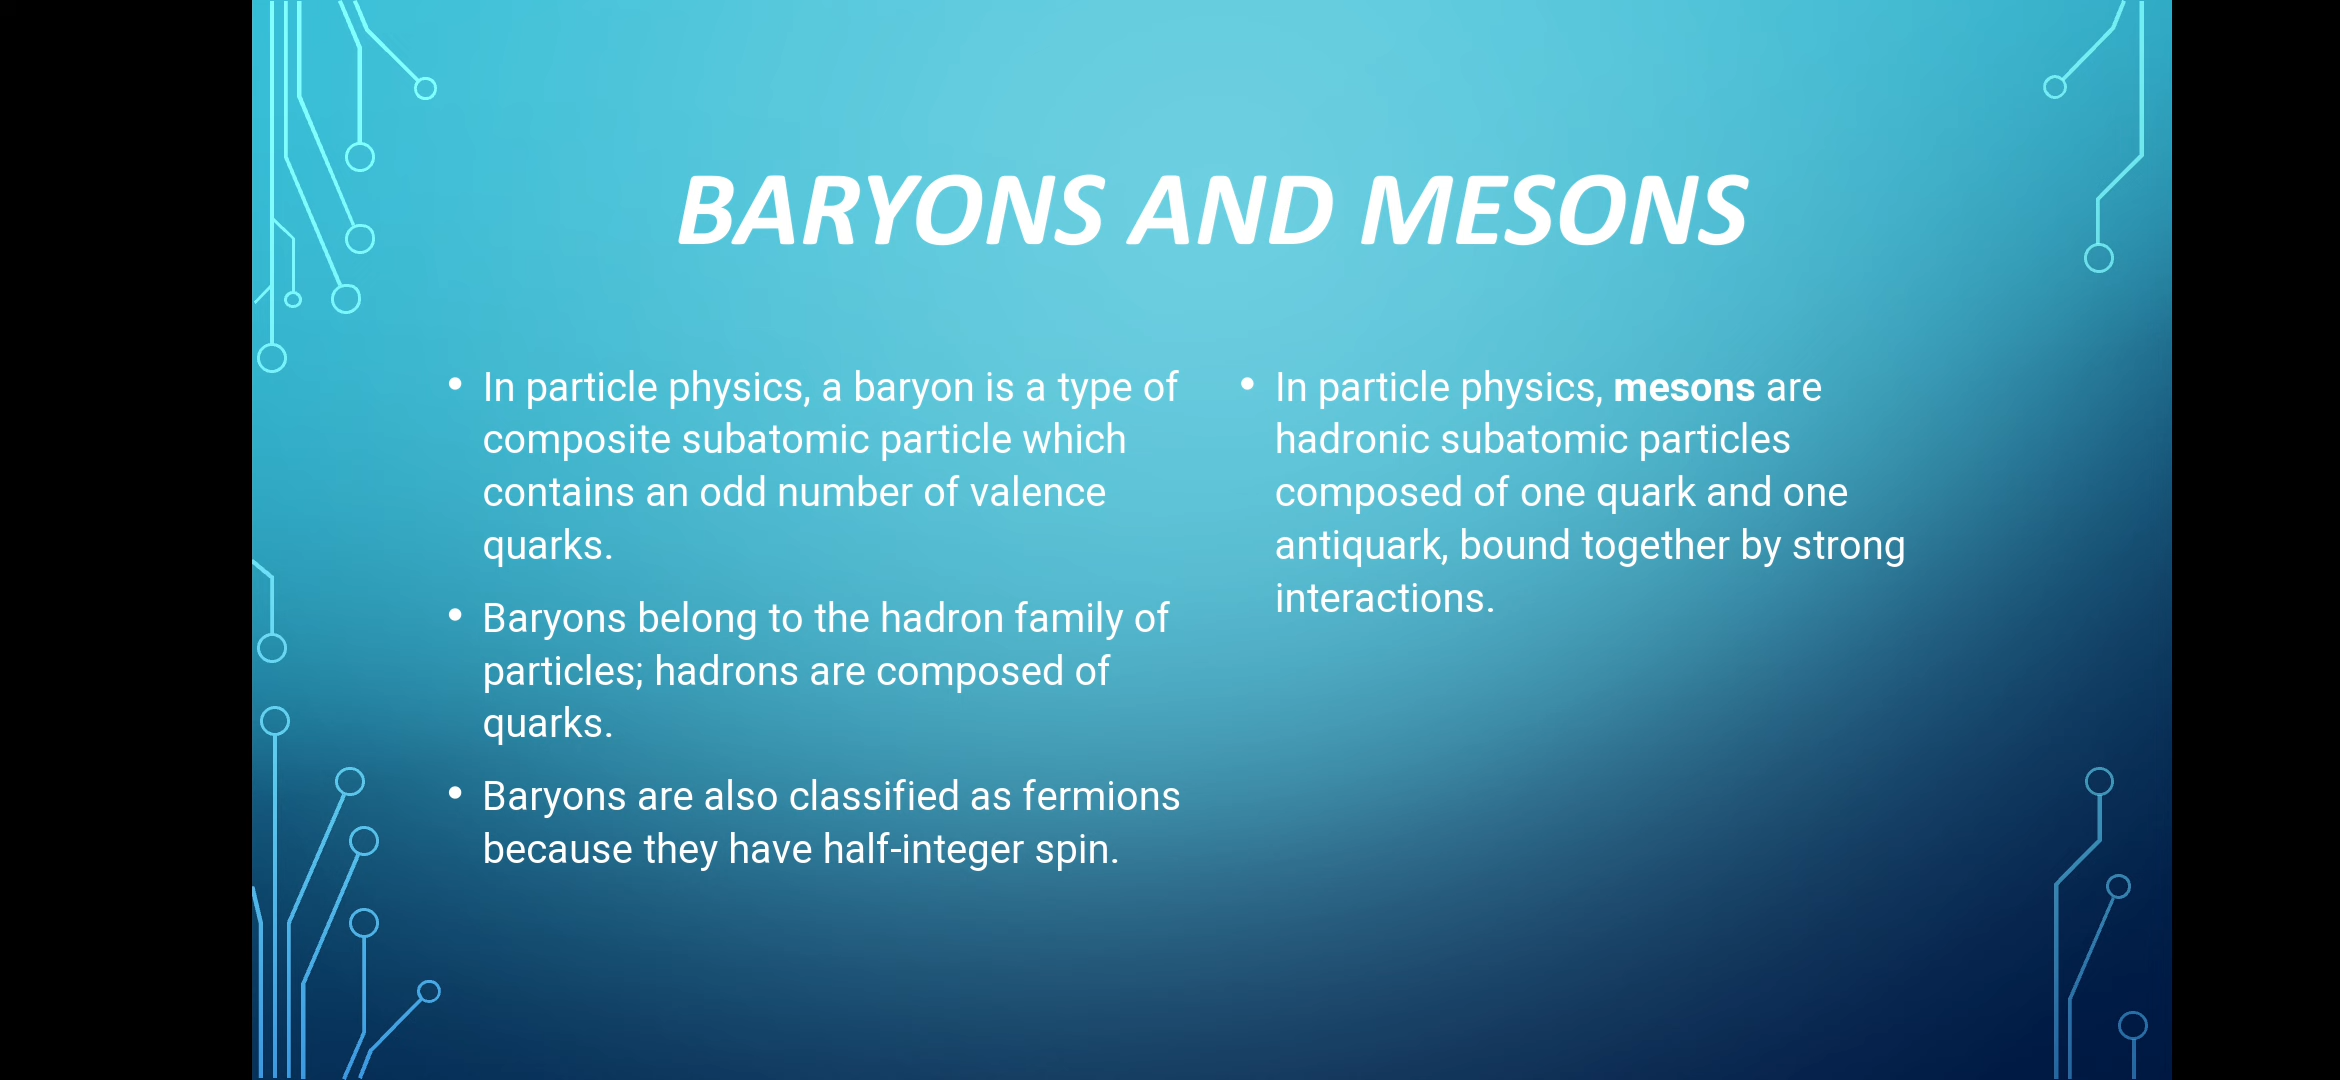 BARYONS AND MESONS
• In particle physics, a baryon is a type of
composite subatomic particle which
contains an odd number of valence
quarks.
• Baryons belong to the hadron family of
particles; hadrons are composed of
quarks.
• Baryons are also classified as fermions
because they have half-integer spin.
• In particle physics, mesons are
hadronic subatomic particles
composed of one quark and one
antiquark, bound together by strong
interactions.